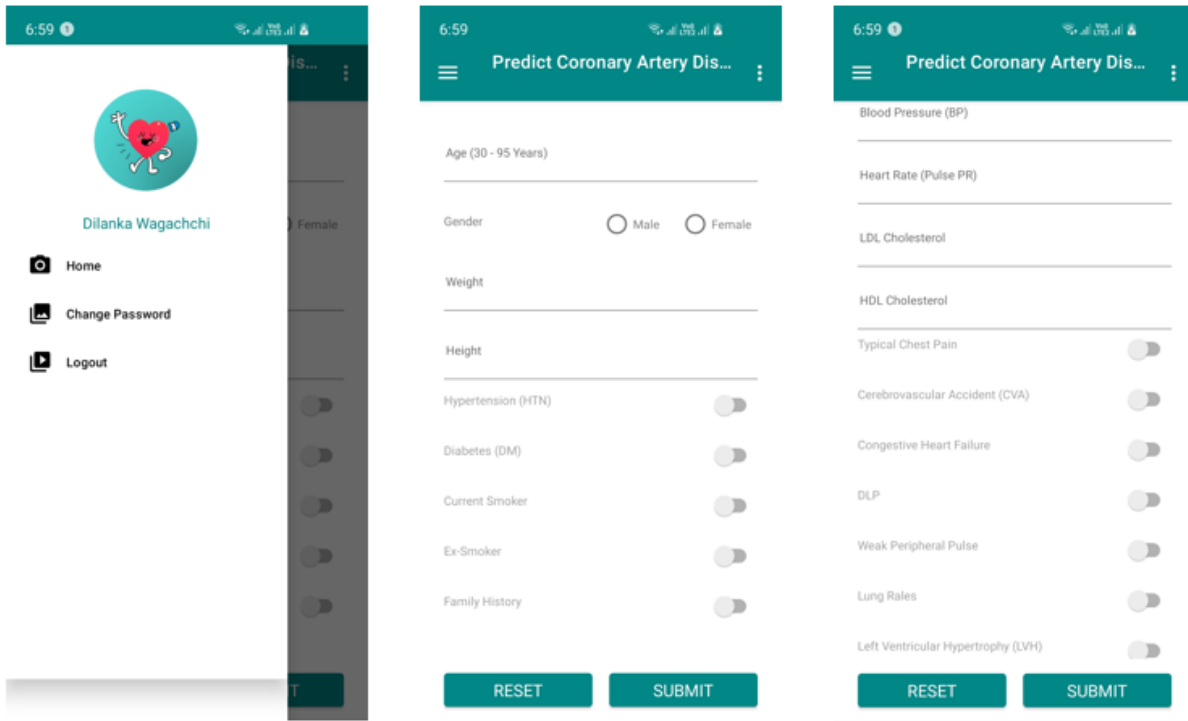 6:59 1
is...
Dilanka Wagachchi
Female
Home
Change Password
Logout
T
6:59
Predict Coronary Artery Dis...
Age (30 - 95 Years)
Gender Male Female
Weight
Height
Hypertension (HTN)
Diabetes (DM)
Current Smoker
Ex-Smoker
Family History
RESET SUBMIT
6:59 1
Predict Coronary Artery Dis...
Blood Pressure (BP)
Heart Rate (Pulse PR)
LDL Cholesterol
HDL Cholesterol
Typical Chest Pain
Cerebrovascular Accident (CVA)
Congestive Heart Failure
DLP
Weak Peripheral Pulse
Lung Rales
Left Ventricular Hypertrophy (LVH)
RESET SUBMIT